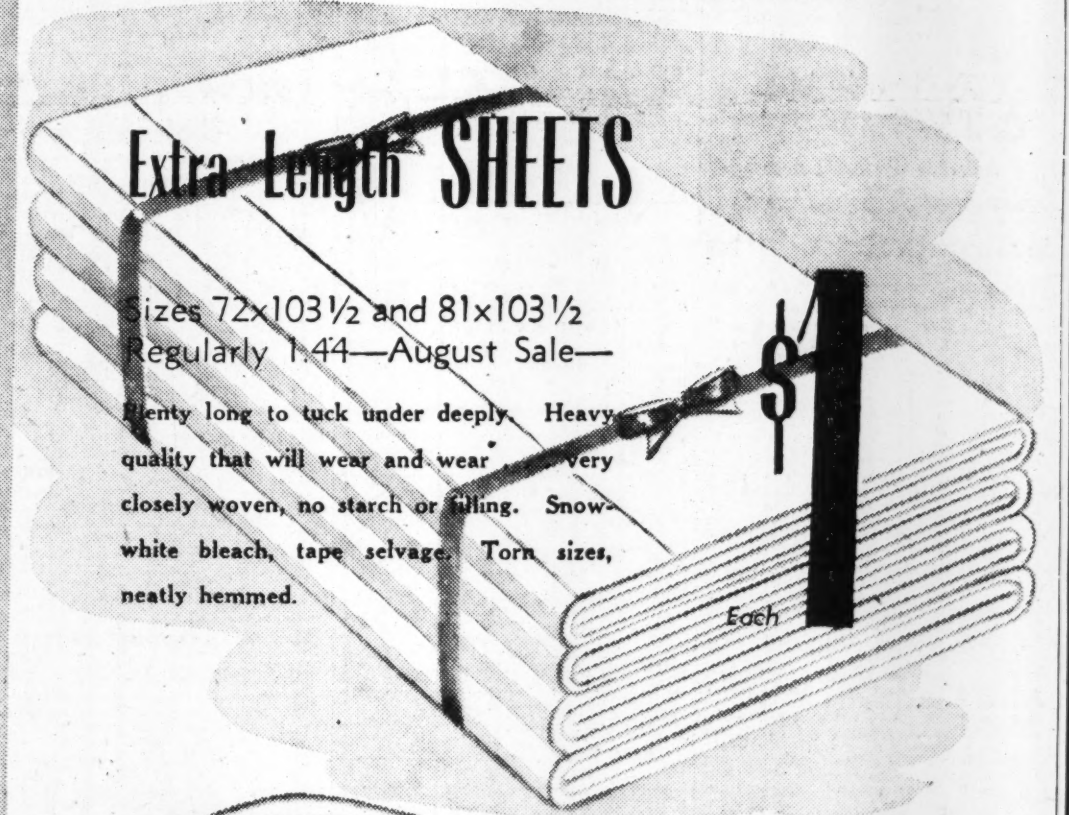 Extra Length SHEETS
Sizes 72x103½ and 81x103½
Regularly 1.44—August Sale—
$1
Plenty long to tuck under deeply. Heavy
quality that will wear and wear . . . very
closely woven, no starch or filling. Snow-
white bleach, tape selvage. Torn sizes,
neatly hemmed.
Each